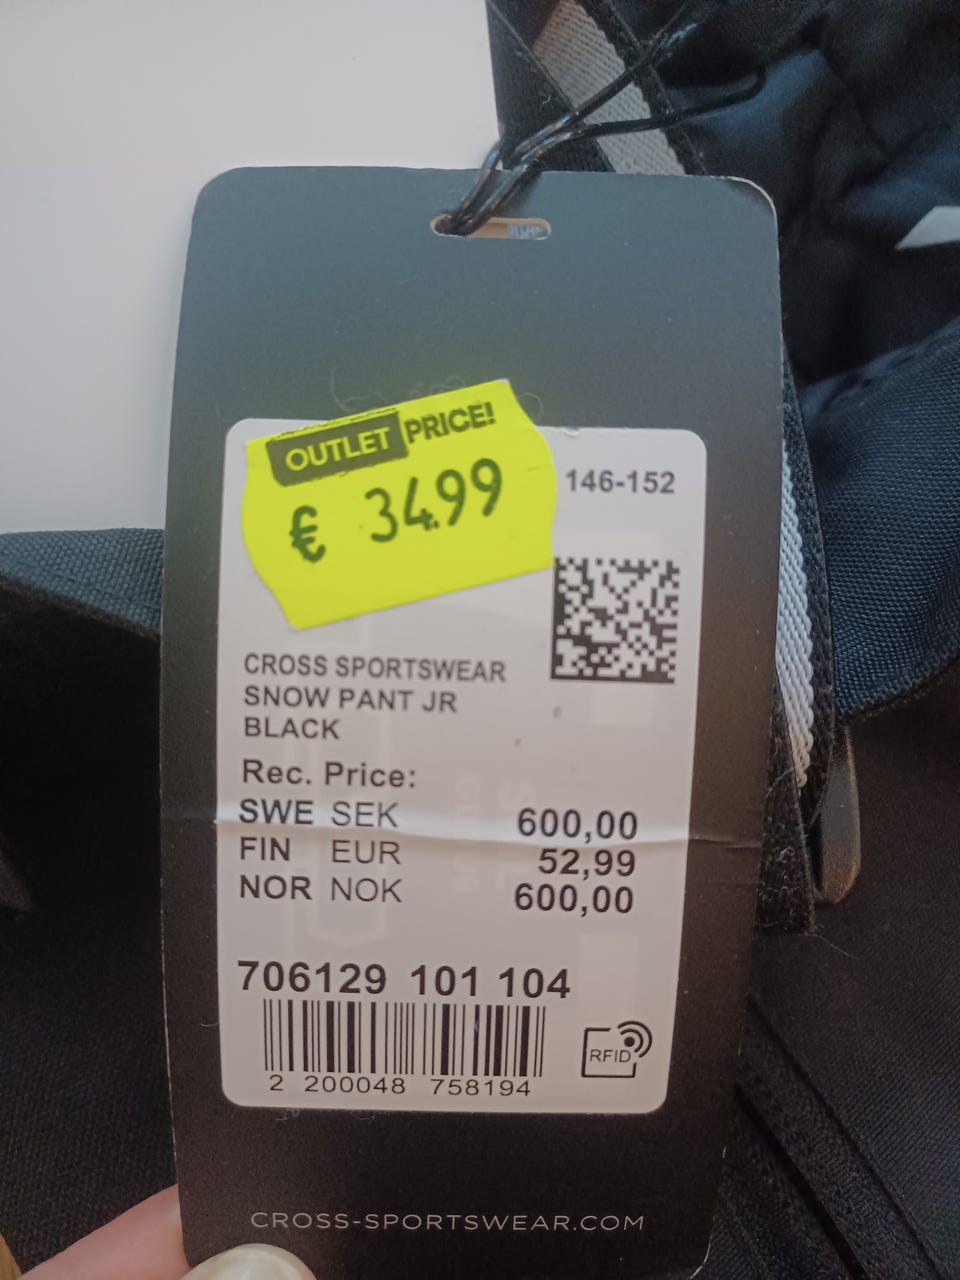 OUTLET PRICE!
€ 34.99
146-152
CROSS SPORTSWEAR
SNOW PANT JR
BLACK
Rec. Price:
SWE SEK 600,00
FIN EUR 52,99
NOR NOK 600,00
706129 101 104
RFID
2 200048 758194
CROSS-SPORTSWEAR.COM